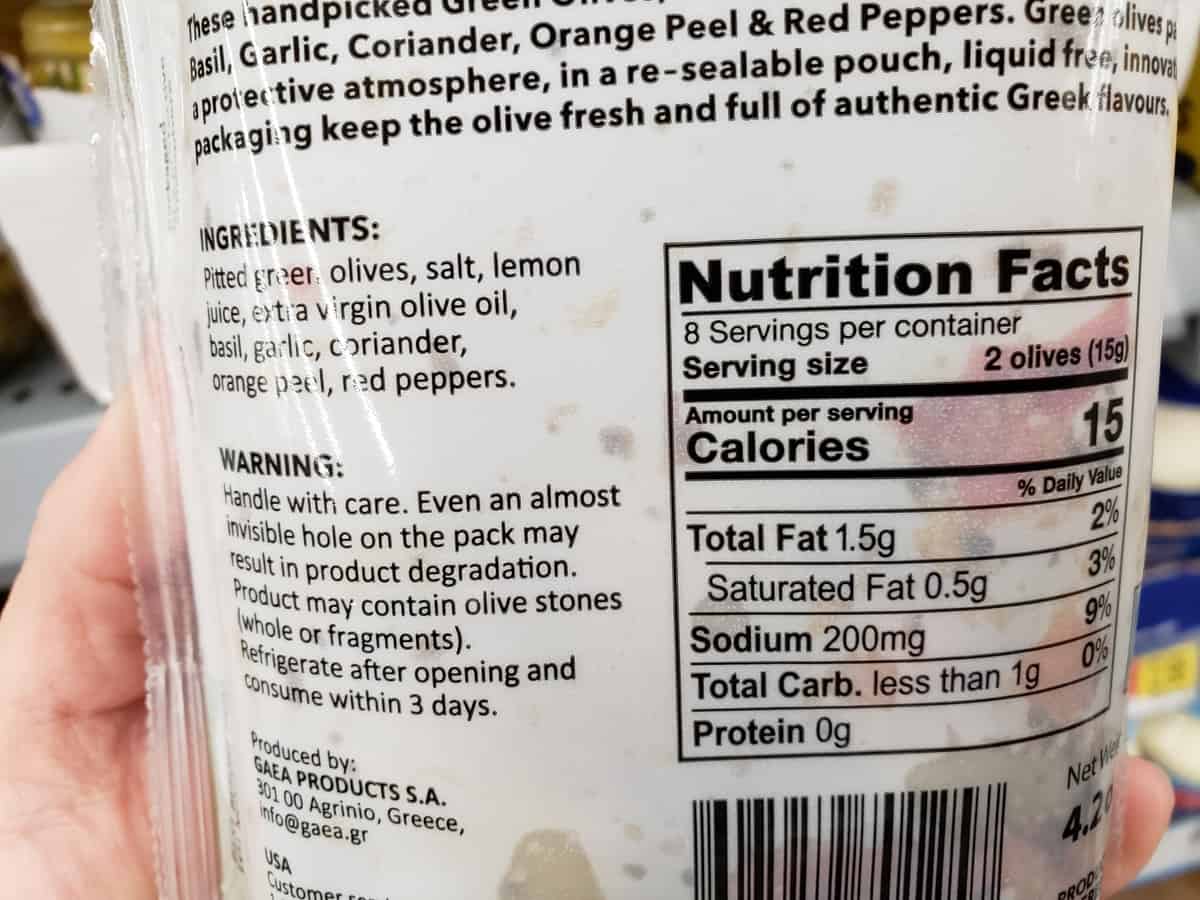 These handpicked Green Olives,
Basil, Garlic, Coriander, Orange Peel & Red Peppers. Green olives
a protective atmosphere, in a re-sealable pouch, liquid free,
packaging keep the olive fresh and full of authentic Greek flavours.
INGREDIENTS:
Pitted green olives, salt, lemon
juice, extra virgin olive oil,
basil, garlic, coriander,
orange peel, red peppers.
WARNING:
Handle with care. Even an almost
invisible hole on the pack may
result in product degradation.
Product may contain olive stones
(whole or fragments).
Refrigerate after opening and
consume within 3 days.
Produced by:
GAEA PRODUCTS S.A.
301 00 Agrinio, Greece,
info@gaea.gr
USA
Customer
Nutrition Facts
8 Servings per container
Serving size 2 olives (15g)
Amount per serving
Calories 15
% Daily Value
Total Fat 1.5g 2%
Saturated Fat 0.5g 3%
Sodium 200mg 9%
Total Carb. less than 1g 0%
Protein 0g
Net
4.2